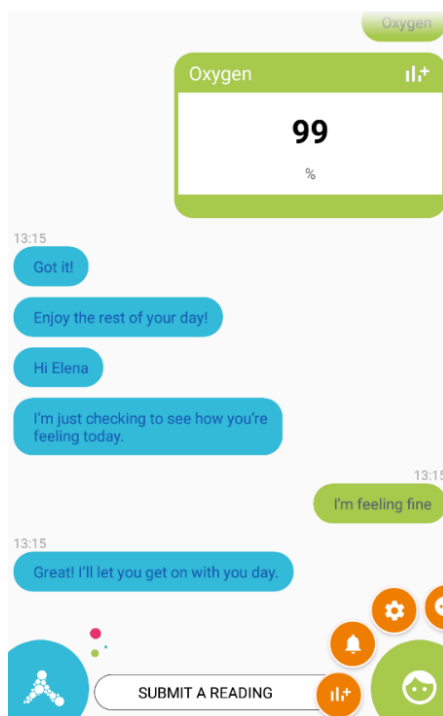 Oxygen
Oxygen
99
%
13:15
Got it!
Enjoy the rest of your day!
Hi Elena
I'm just checking to see how you're
feeling today.
13:15
I'm feeling fine
13:15
Great! I'll let you get on with you day.
SUBMIT A READING